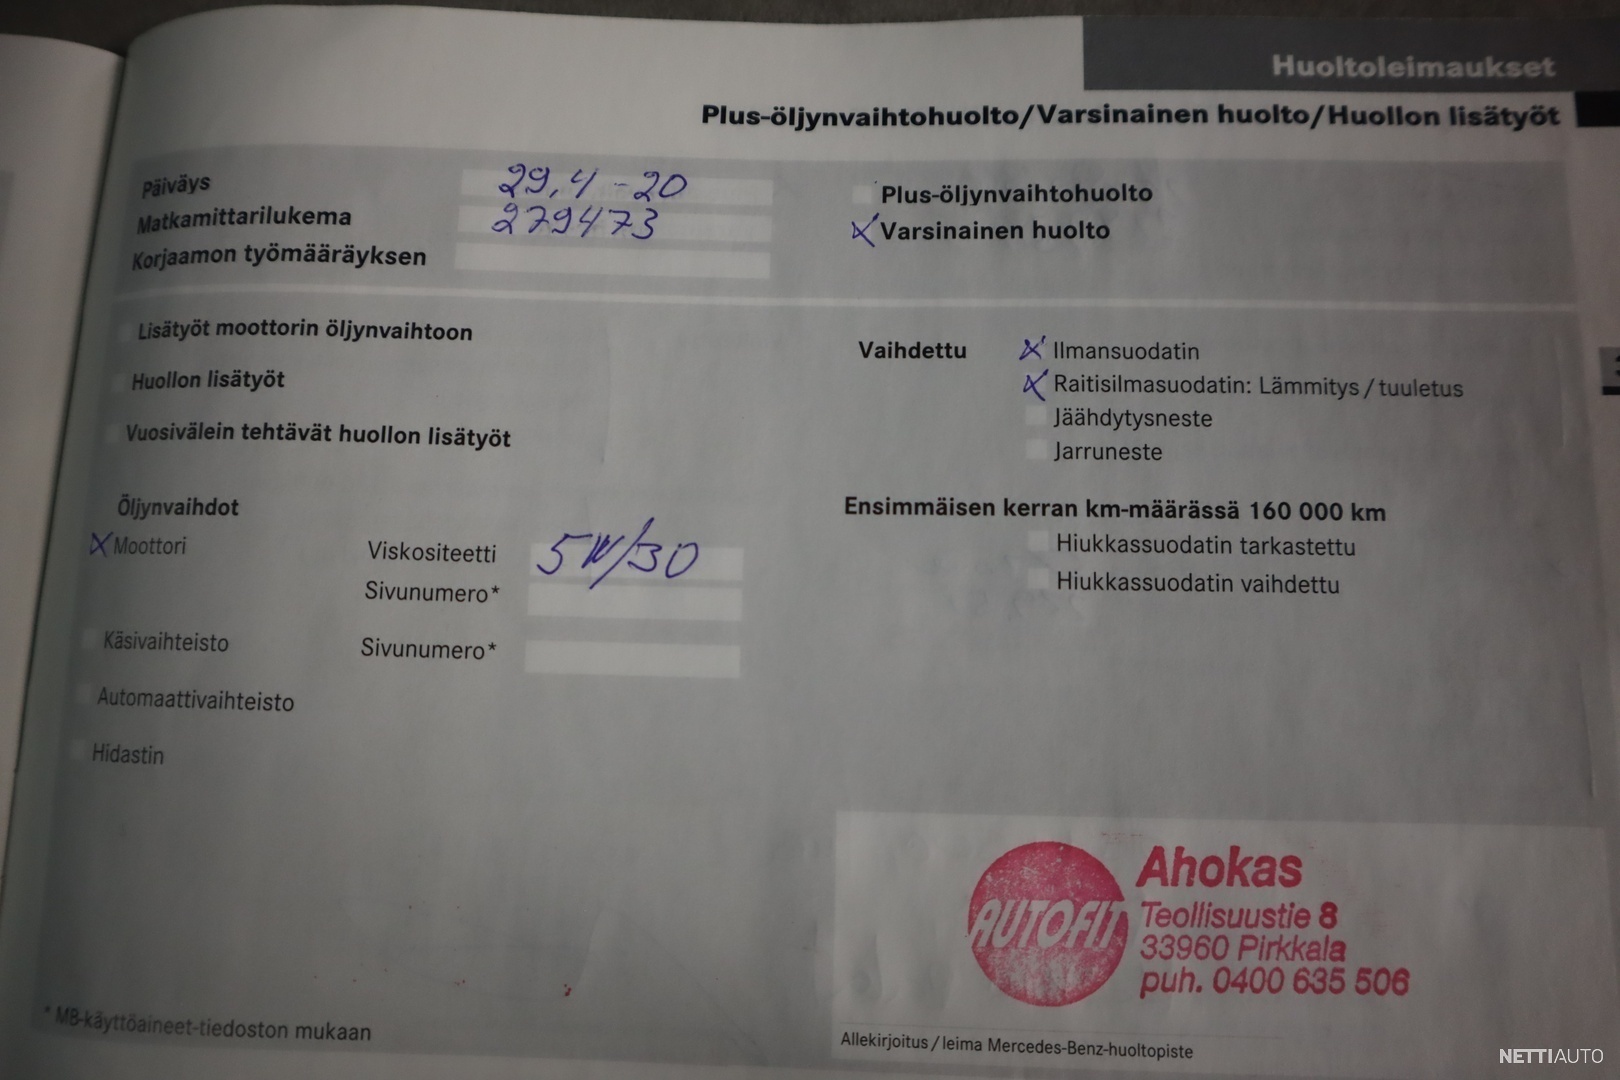 Huoltoleimaukset
Plus-öljynvaihtohuolto/Varsinainen huolto/Huollon lisätyöt
Päiväys 29,4-20
Matkamittarilukema 279473
Korjaamon työmääräyksen
Plus-öljynvaihtohuolto
Varsinainen huolto
Lisätyöt moottorin öljynvaihtoon
Huollon lisätyöt
Vuosivälein tehtävät huollon lisätyöt
Vaihdettu
Ilmansuodatin
Raitisilmasuodatin: Lämmitys / tuuletus
Jäähdytysneste
Jarruneste
Öljynvaihdot
Moottori Viskositeetti 5W/30
Sivunumero*
Käsivaihteisto Sivunumero*
Automaattivaihteisto
Hidastin
Ensimmäisen kerran km-määrässä 160 000 km
Hiukkassuodatin tarkastettu
Hiukkassuodatin vaihdettu
AUTOFIT
Ahokas
Teollisuustie 8
33960 Pirkkala
puh. 0400 635 506
* MB-käyttöaineet-tiedoston mukaan
Allekirjoitus / leima Mercedes-Benz-huoltopiste
NETTIAUTO